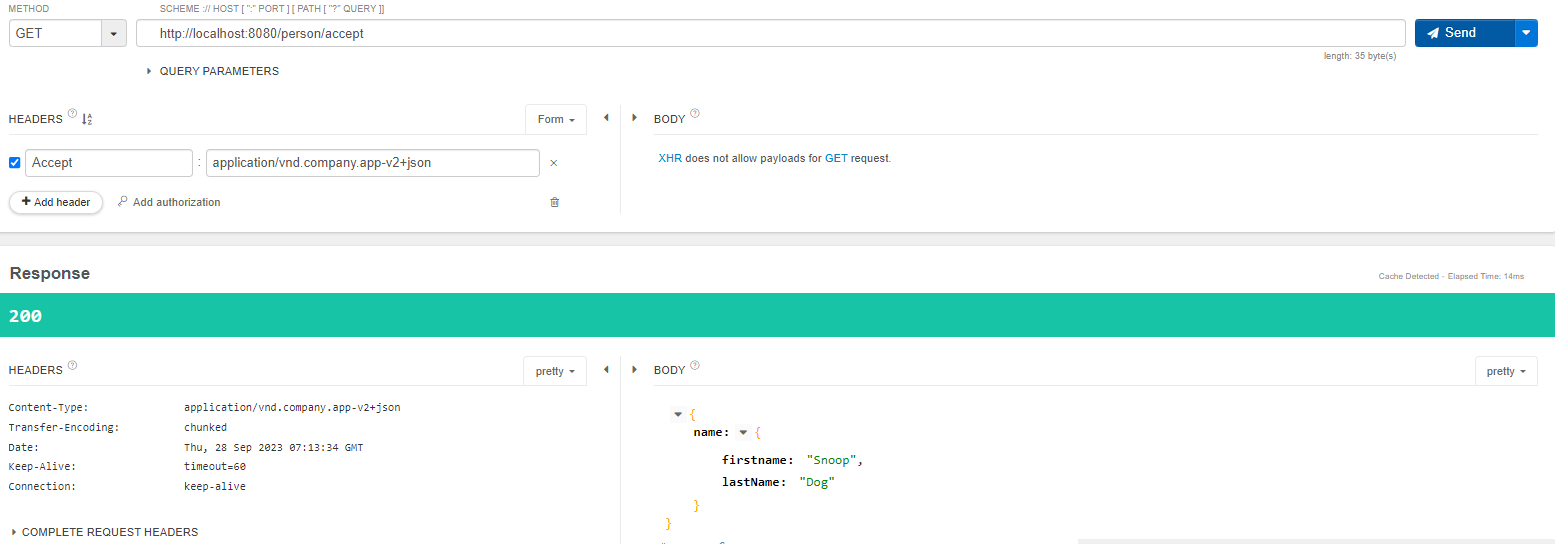 METHOD
SCHEME :// HOST [ ":" PORT ] [ PATH [ "?" QUERY ]]
GET
http://localhost:8080/person/accept
Send
length: 35 byte(s)
QUERY PARAMETERS
HEADERS ? A Z
Form
BODY ?
Accept : application/vnd.company.app-v2+json ×
XHR does not allow payloads for GET request.
+ Add header
Add authorization
Response
Cache Detected - Elapsed Time: 14ms
200
HEADERS ?
pretty
BODY ?
pretty
Content-Type: application/vnd.company.app-v2+json
Transfer-Encoding: chunked
Date: Thu, 28 Sep 2023 07:13:34 GMT
Keep-Alive: timeout=60
Connection: keep-alive
COMPLETE REQUEST HEADERS
{
name: {
firstname: "Snoop",
lastName: "Dog"
}
}